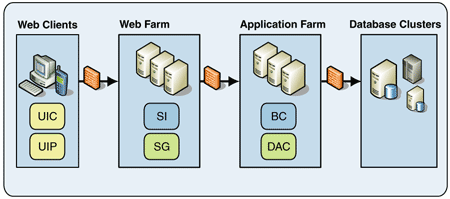 Web Clients
Web Farm
Application Farm
Database Clusters
UIC
UIP
SI
SG
BC
DAC